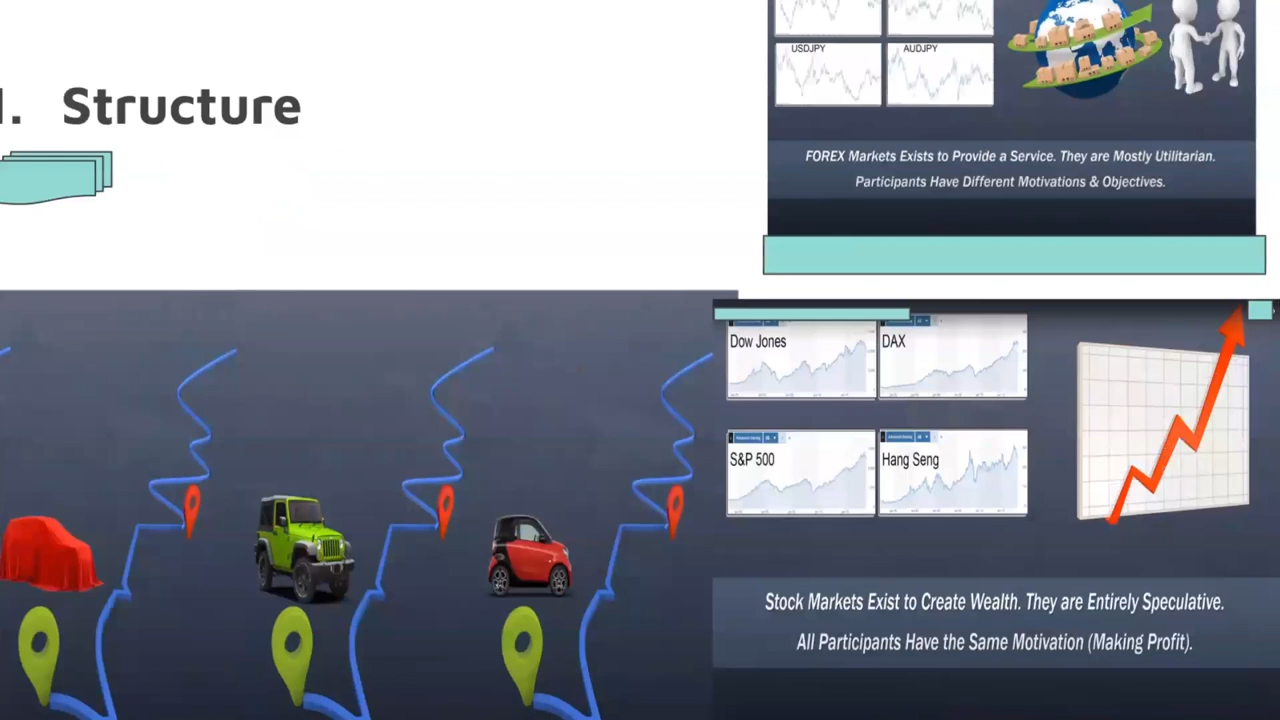 1. Structure
USDJPY
AUDJPY
FOREX Markets Exists to Provide a Service. They are Mostly Utilitarian.
Participants Have Different Motivations & Objectives.
Dow Jones
DAX
S&P 500
Hang Seng
Stock Markets Exist to Create Wealth. They are Entirely Speculative.
All Participants Have the Same Motivation (Making Profit).